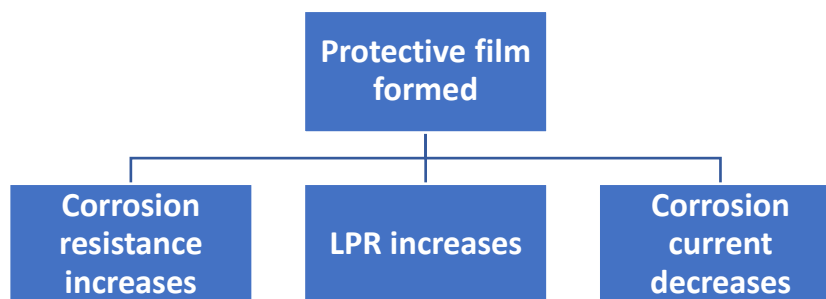 Protective film
formed
Corrosion
resistance
increases
LPR increases
Corrosion
current
decreases